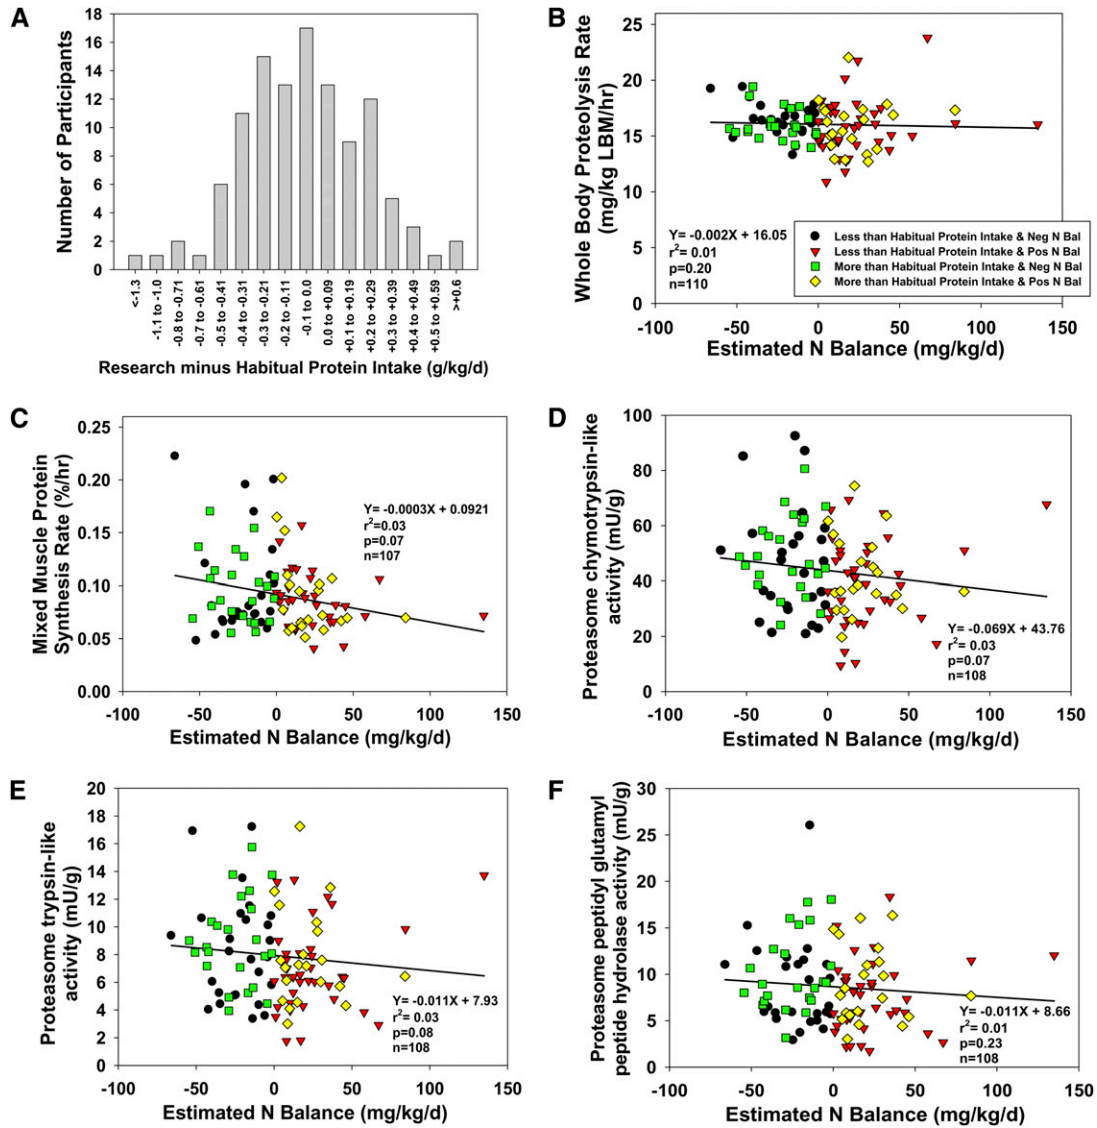 A
Number of Participants
18
16
14
12
10
8
6
4
2
0
<-1.3
-1.1 to -1.0
-0.8 to -0.71
-0.7 to -0.61
-0.5 to -0.41
-0.4 to -0.31
-0.3 to -0.21
-0.2 to -0.11
-0.1 to 0.0
0.0 to +0.09
+0.1 to +0.19
+0.2 to +0.29
+0.3 to +0.39
+0.4 to +0.49
+0.5 to +0.59
>+0.6
Research minus Habitual Protein Intake (g/kg/d)
B
Whole Body Proteolysis Rate
(mg/kg LBM/hr)
25
20
15
10
5
0
Y= -0.002X + 16.05
r2= 0.01
p=0.20
n=110
Less than Habitual Protein Intake & Neg N Bal
Less than Habitual Protein Intake & Pos N Bal
More than Habitual Protein Intake & Neg N Bal
More than Habitual Protein Intake & Pos N Bal
-100 -50 0 50 100 150
Estimated N Balance (mg/kg/d)
C
Mixed Muscle Protein
Synthesis Rate (%/hr)
0.25
0.20
0.15
0.10
0.05
0.00
Y= -0.0003X + 0.0921
r2=0.03
p=0.07
n=107
-100 -50 0 50 100 150
Estimated N Balance (mg/kg/d)
D
Proteasome chymotrypsin-like
activity (mU/g)
100
80
60
40
20
0
Y= -0.069X + 43.76
r2= 0.03
p=0.07
n=108
-100 -50 0 50 100 150
Estimated N Balance (mg/kg/d)
E
Proteasome trypsin-like
activity (mU/g)
20
18
16
14
12
10
8
6
4
2
0
Y= -0.011X + 7.93
r2= 0.03
p=0.08
n=108
-100 -50 0 50 100 150
Estimated N Balance (mg/kg/d)
F
Proteasome peptidyl glutamyl
peptide hydrolase activity (mU/g)
30
25
20
15
10
5
0
Y= -0.011X + 8.66
r2= 0.01
p=0.23
n=108
-100 -50 0 50 100 150
Estimated N Balance (mg/kg/d)